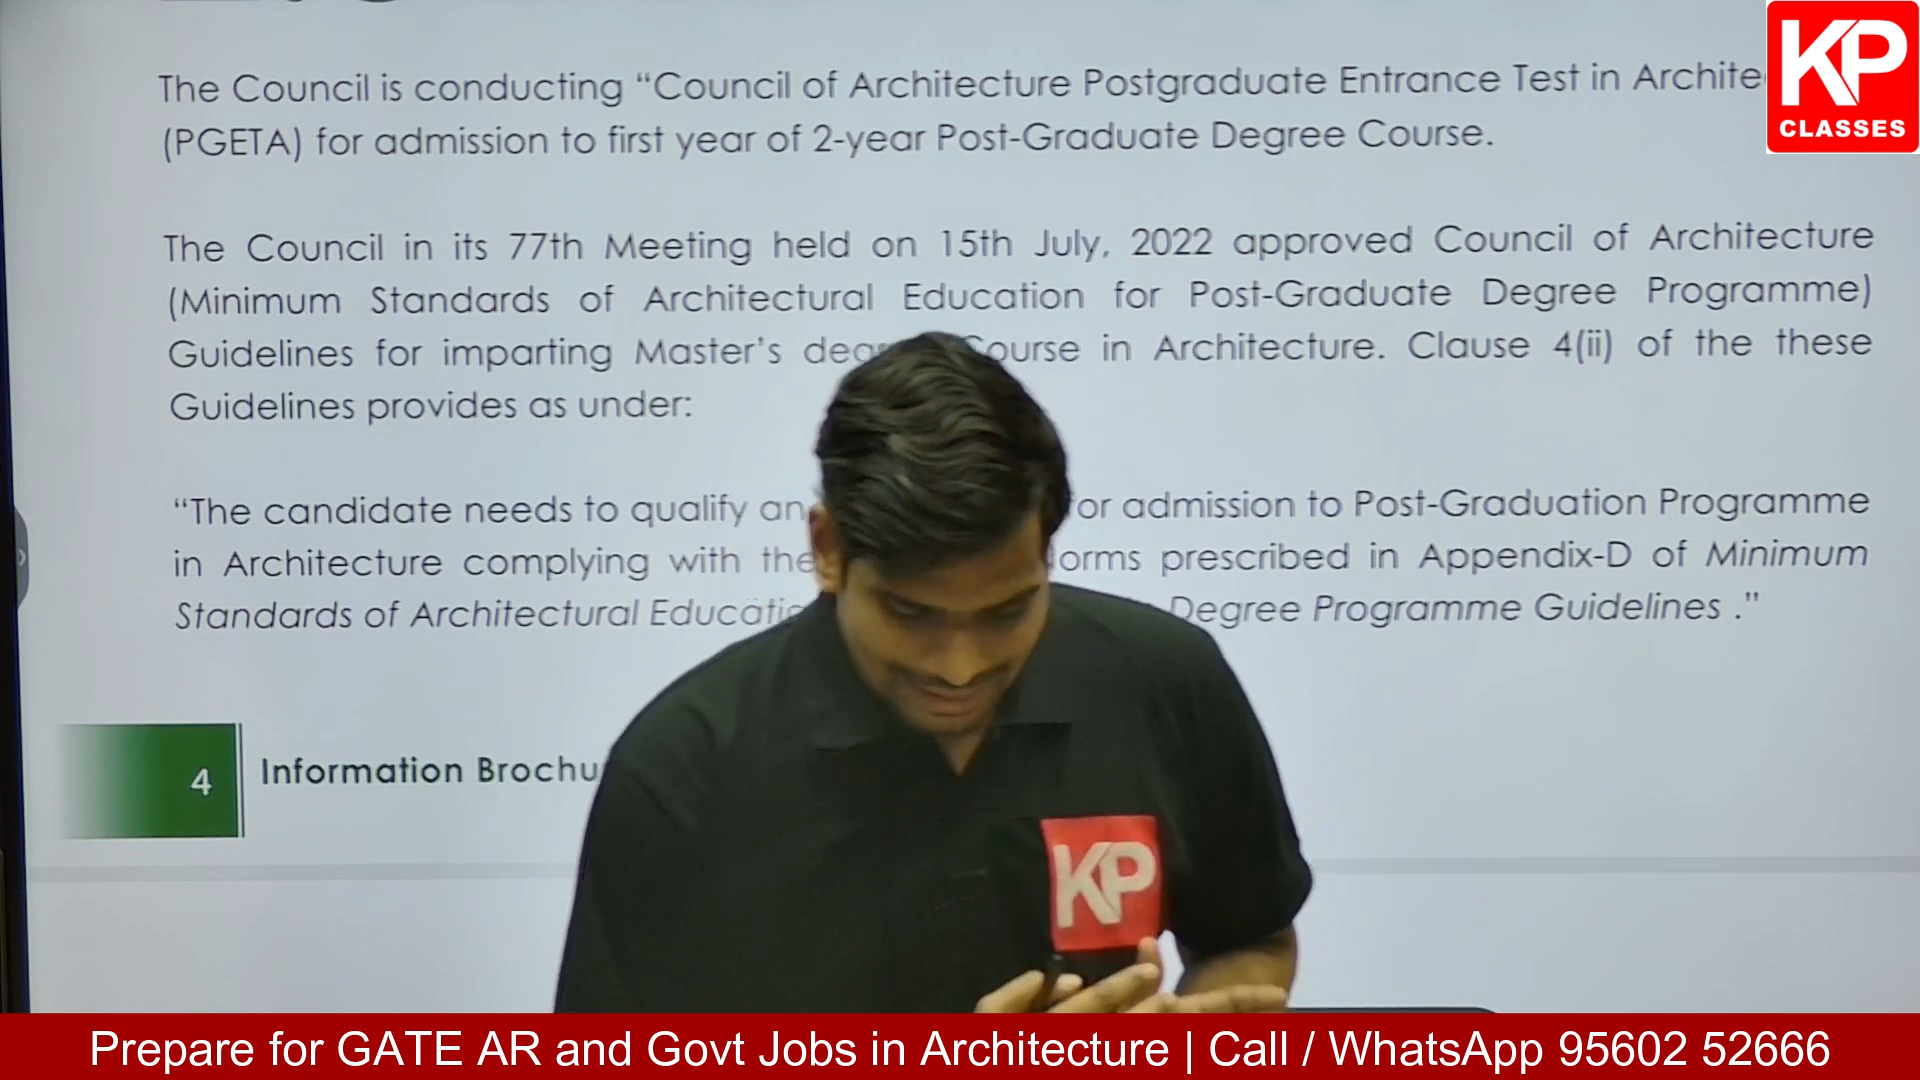 The Council is conducting “Council of Architecture Postgraduate Entrance Test in
(PGETA) for admission to first year of 2-year Post-Graduate Degree Course.
The Council in its 77th Meeting held on 15th July, 2022 approved Council of Architecture
(Minimum Standards of Architectural Education for Post-Graduate Degree Programme)
Guidelines for imparting Master’s Course in Architecture. Clause 4(ii) of the these
Guidelines provides as under:
“The candidate needs to qualify an admission to Post-Graduation Programme
in Architecture complying with the prescribed in Appendix-D of Minimum
Standards of Architectural Degree Programme Guidelines .”
4
Information
KP
CLASSES
KP
Prepare for GATE AR and Govt Jobs in Architecture | Call / WhatsApp 95602 52666